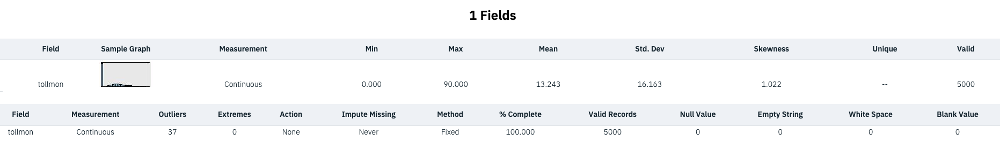 1 Fields
Field Sample Graph Measurement Min Max Mean Std. Dev Skewness Unique Valid
tollmon Continuous 0.000 90.000 13.243 16.163 1.022 -- 5000
Field Measurement Outliers Extremes Action Impute Missing Method % Complete Valid Records Null Value Empty String White Space Blank Value
tollmon Continuous 37 0 None Never Fixed 100.000 5000 0 0 0 0